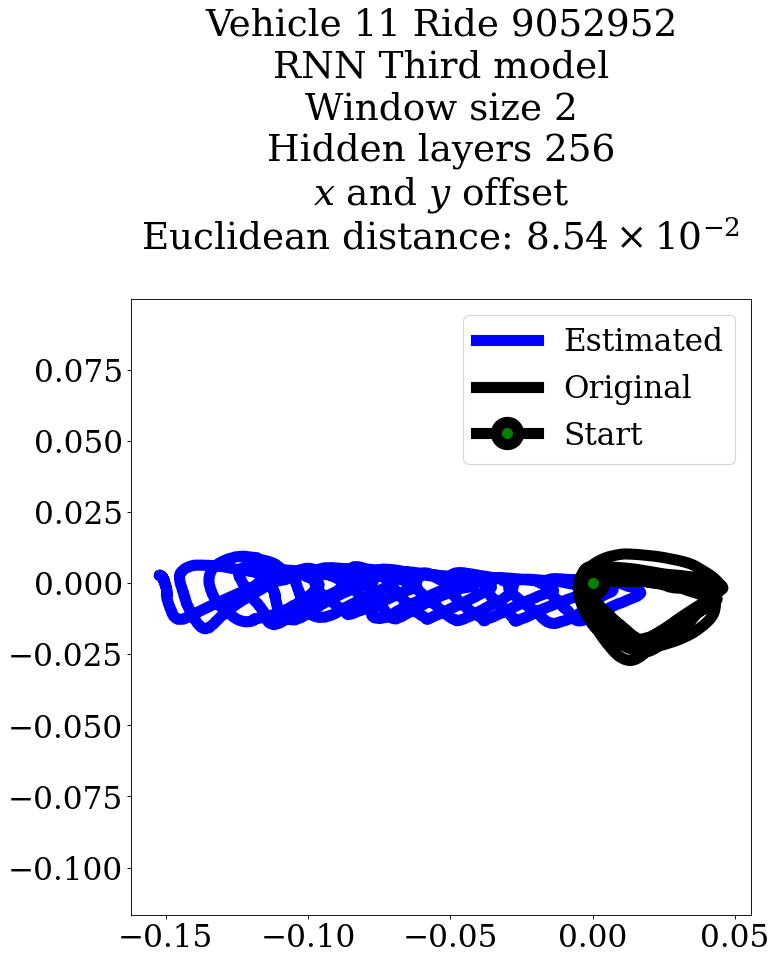 Vehicle 11 Ride 9052952
RNN Third model
Window size 2
Hidden layers 256
x and y offset
Euclidean distance: 8.54 × 10⁻²
Estimated
Original
Start
0.075
0.050
0.025
0.000
−0.025
−0.050
−0.075
−0.100
−0.15 −0.10 −0.05 0.00 0.05